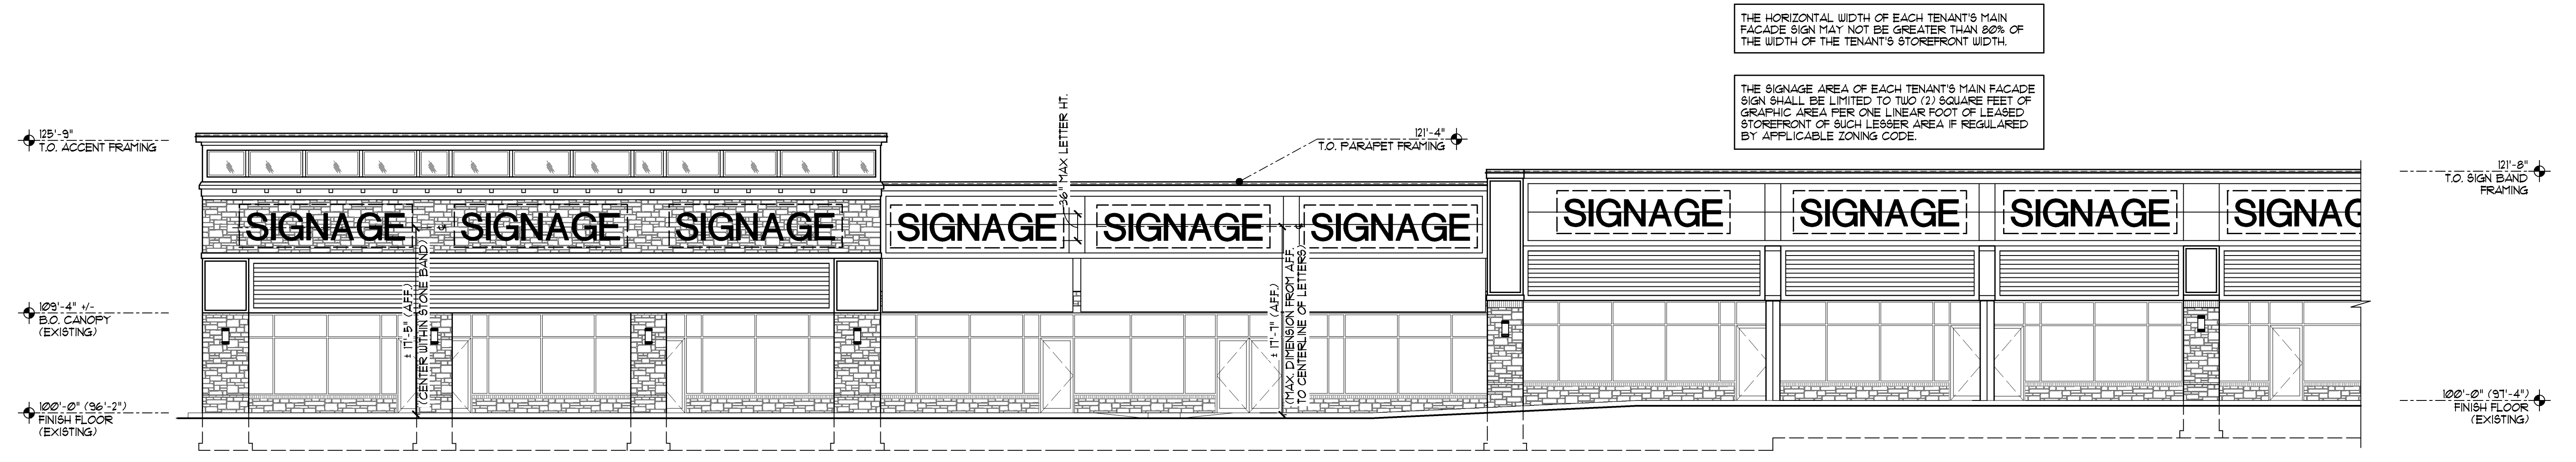 THE HORIZONTAL WIDTH OF EACH TENANT'S MAIN
FACADE SIGN MAY NOT BE GREATER THAN 80% OF
THE WIDTH OF THE TENANT'S STOREFRONT WIDTH.
THE SIGNAGE AREA OF EACH TENANT'S MAIN FACADE
SIGN SHALL BE LIMITED TO TWO (2) SQUARE FEET OF
GRAPHIC AREA PER ONE LINEAR FOOT OF LEASED
STOREFRONT OF SUCH LESSER AREA IF REGULARED
BY APPLICABLE ZONING CODE.
125'-9"
T.O. ACCENT FRAMING
36" MAX LETTER HT.
121'-4"
T.O. PARAPET FRAMING
121'-8"
T.O. SIGN BAND
FRAMING
SIGNAGE
SIGNAGE
SIGNAGE
SIGNAGE
SIGNAGE
SIGNAGE
SIGNAGE
SIGNAGE
SIGNAGE
SIGNAG
109'-4" +/-
B.O. CANOPY
(EXISTING)
± 17'-5" (A.F.F.)
(CENTER WITHIN STONE BAND)
± 17'-7" (A.F.F.)
(MAX. DIMENSION FROM A.F.F.
TO CENTERLINE OF LETTERS)
100'-0" (96'-2")
FINISH FLOOR
(EXISTING)
100'-0" (97'-4")
FINISH FLOOR
(EXISTING)